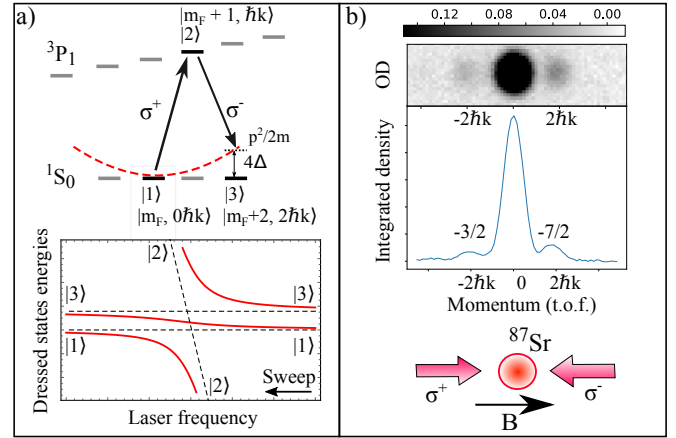 a)
|m_F + 1, ħk⟩
|2⟩
³P₁
σ⁺
σ⁻
p²/2m
4Δ
¹S₀
|1⟩
|3⟩
|m_F, 0ħk⟩
|m_F+2, 2ħk⟩
Dressed states energies
|2⟩
|3⟩
|3⟩
|1⟩
|1⟩
Sweep
|2⟩
Laser frequency
b)
0.12 0.08 0.04 0.00
OD
-2ħk 2ħk
Integrated density
-3/2 -7/2
-2ħk 0 2ħk
Momentum (t.o.f.)
⁸⁷Sr
σ⁺ σ⁻
B